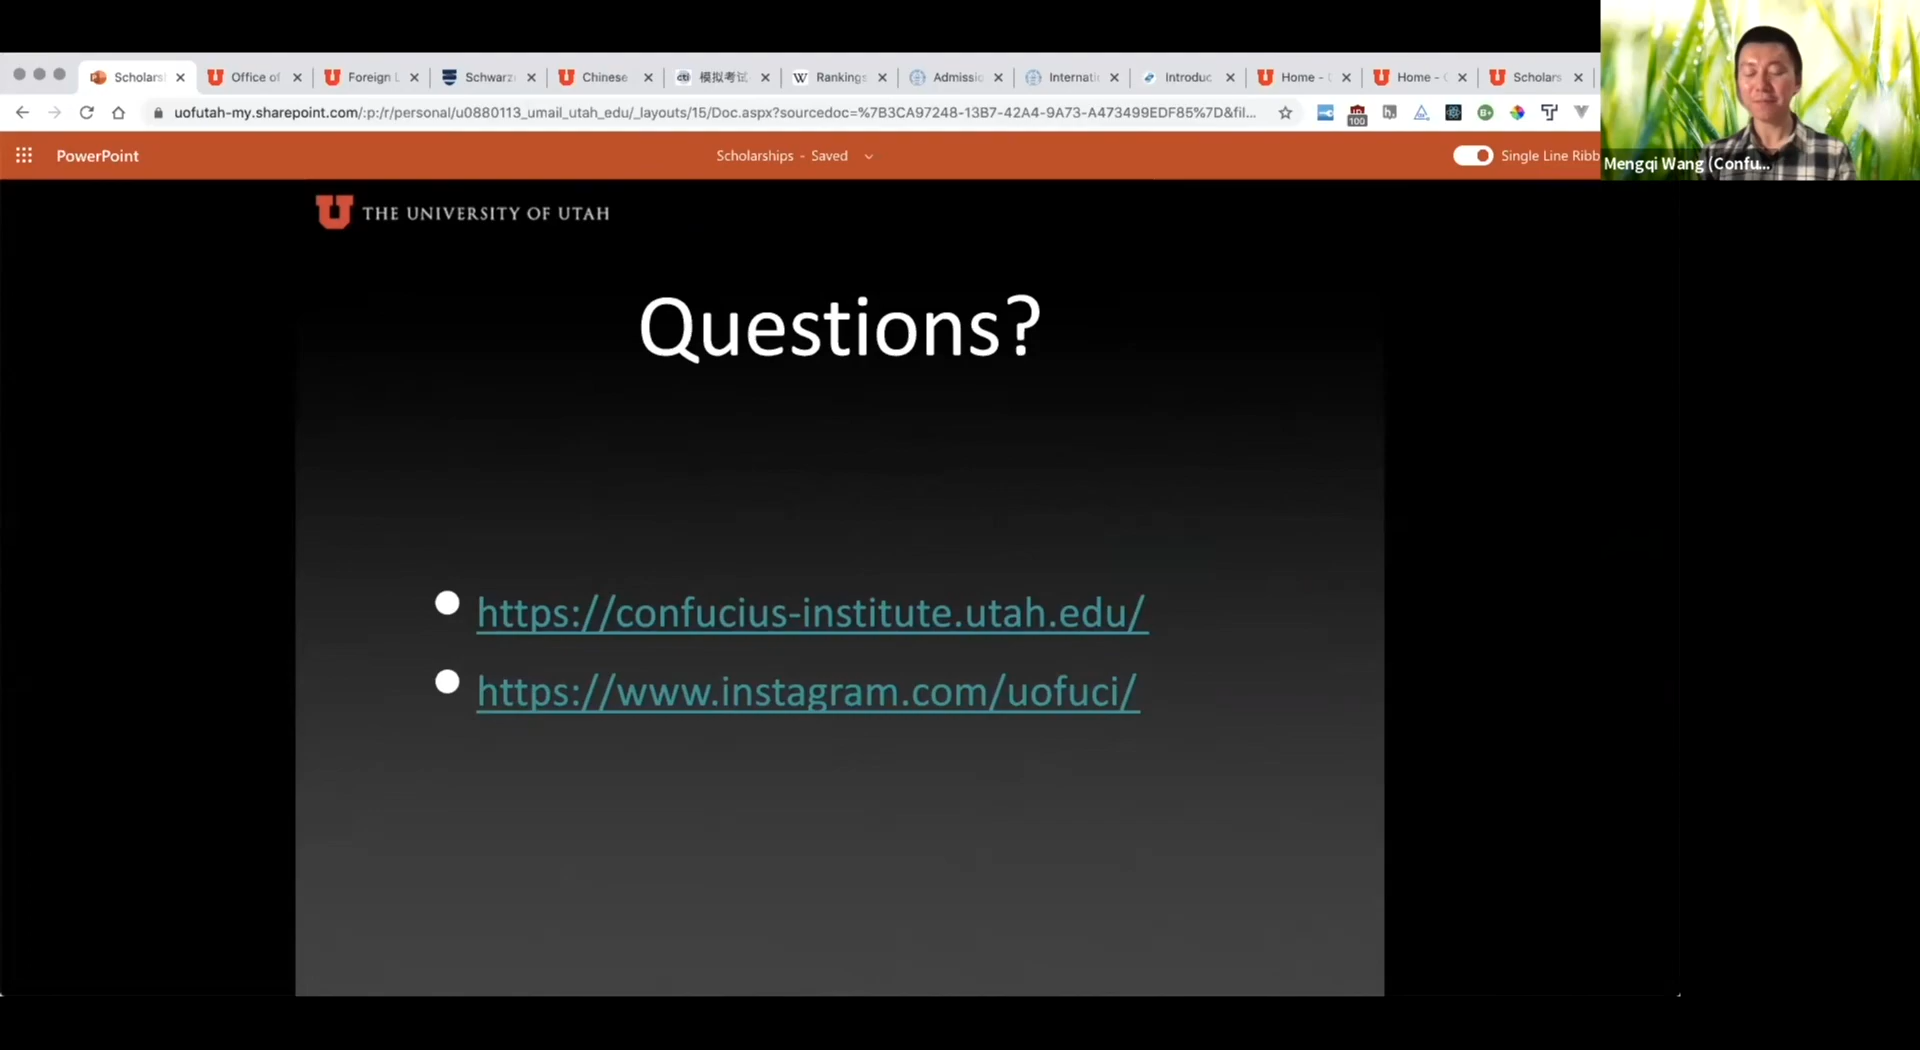 Scholars
Office of
Foreign L
Schwarz
Chinese
模拟考试
Rankings
Admissio
Internatio
Introduc
Home -
Home -
Scholars
uofutah-my.sharepoint.com/:p:/r/personal/u0880113_umail_utah_edu/_layouts/15/Doc.aspx?sourcedoc=%7B3CA97248-13B7-42A4-9A73-A473499EDF85%7D&fil...
100
PowerPoint
Scholarships - Saved
Single Line Ribb
Mengqi Wang (Confu...
U THE UNIVERSITY OF UTAH
Questions?
https://confucius-institute.utah.edu/
https://www.instagram.com/uofuci/